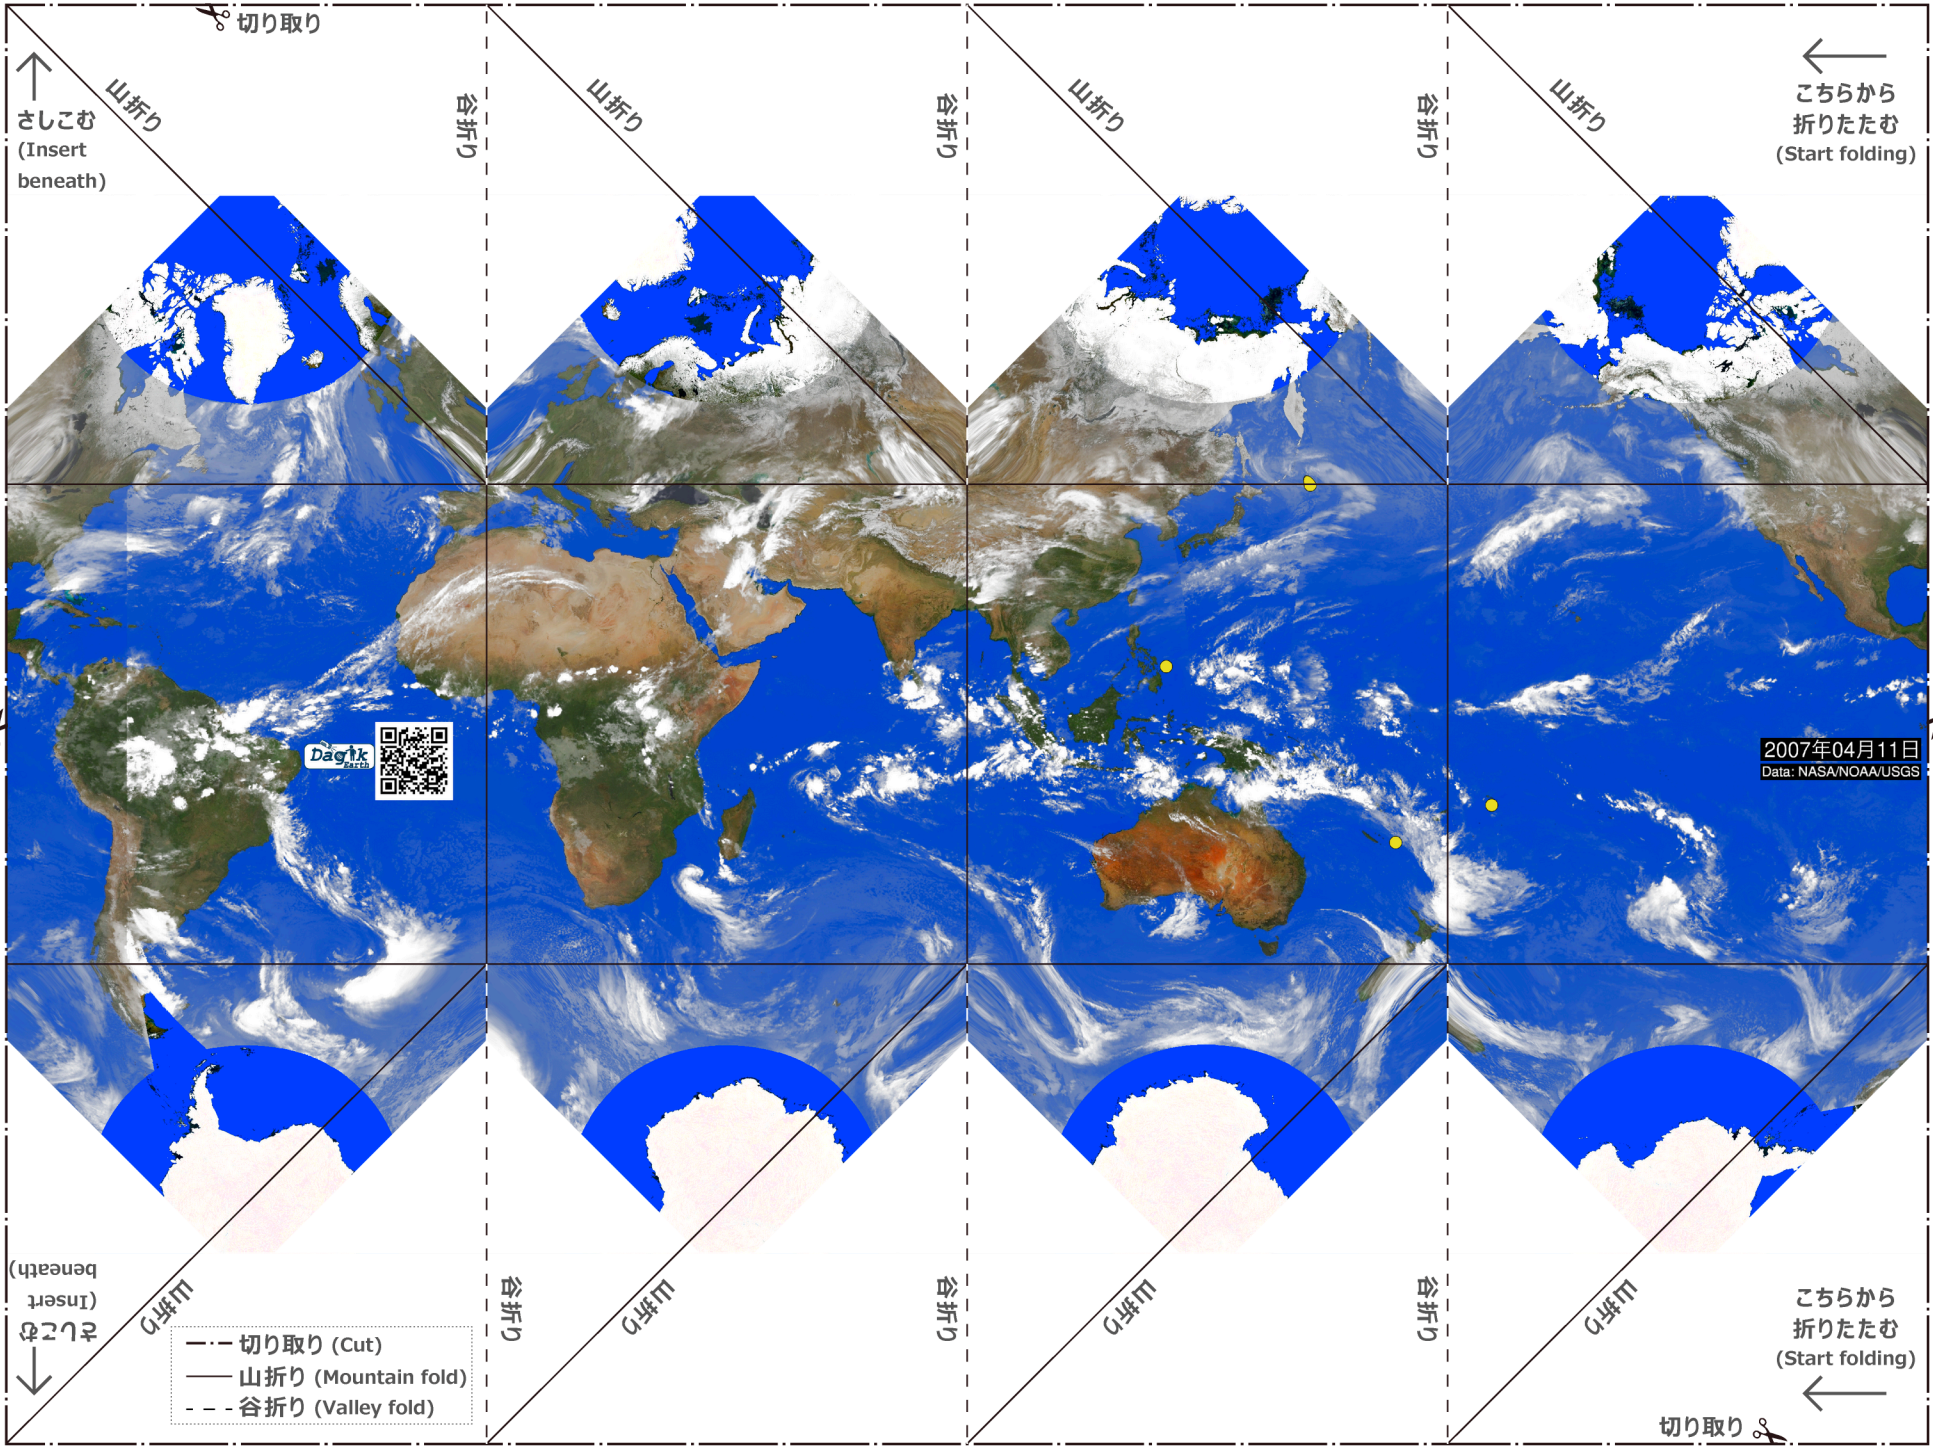 切り取り
山折り
谷折り
山折り
谷折り
山折り
谷折り
山折り
さしこむ
(Insert
beneath)
こちらから
折りたたむ
(Start folding)
Dagik
Earth
2007年04月11日
Data: NASA/NOAA/USGS
さしこむ
(Insert
beneath)
山折り
谷折り
山折り
谷折り
山折り
谷折り
山折り
こちらから
折りたたむ
(Start folding)
切り取り (Cut)
山折り (Mountain fold)
谷折り (Valley fold)
切り取り